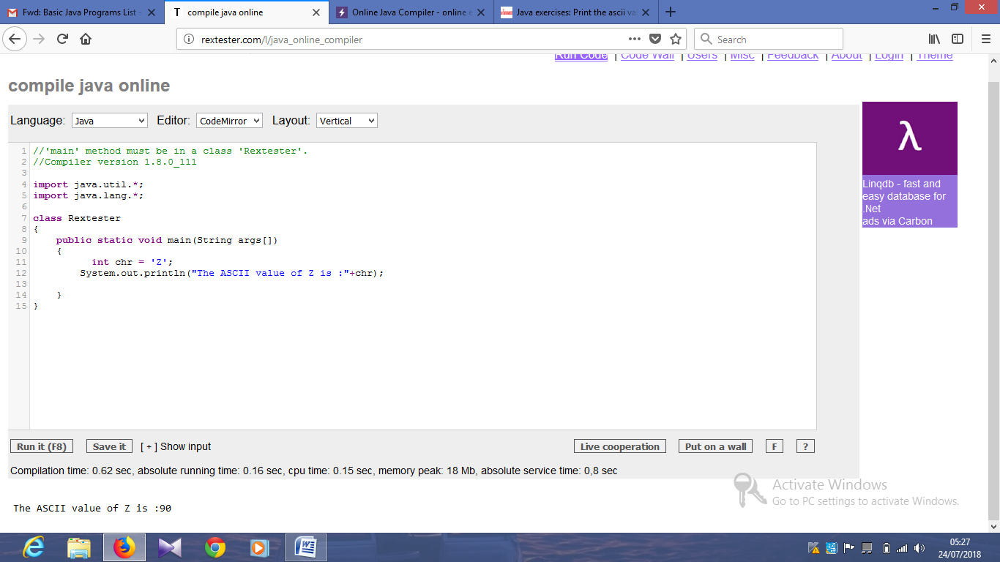 Fwd: Basic Java Programs List -
compile java online
Online Java Compiler - online e
Java exercises: Print the ascii va
rextester.com/l/java_online_compiler
Search
Run Code | Code Wall | Users | Misc | Feedback | About | Login | Theme
compile java online
Language: Java Editor: CodeMirror Layout: Vertical
1 //'main' method must be in a class 'Rextester'.
2 //Compiler version 1.8.0_111
3
4 import java.util.*;
5 import java.lang.*;
6
7 class Rextester
8 {
9 public static void main(String args[])
10 {
11 int chr = 'Z';
12 System.out.println("The ASCII value of Z is :"+chr);
13
14 }
15 }
λ
Linqdb - fast and
easy database for
.Net
ads via Carbon
Run it (F8) Save it [ + ] Show input Live cooperation Put on a wall F ?
Compilation time: 0.62 sec, absolute running time: 0.16 sec, cpu time: 0.15 sec, memory peak: 18 Mb, absolute service time: 0,8 sec
Activate Windows
Go to PC settings to activate Windows.
The ASCII value of Z is :90
05:27
24/07/2018